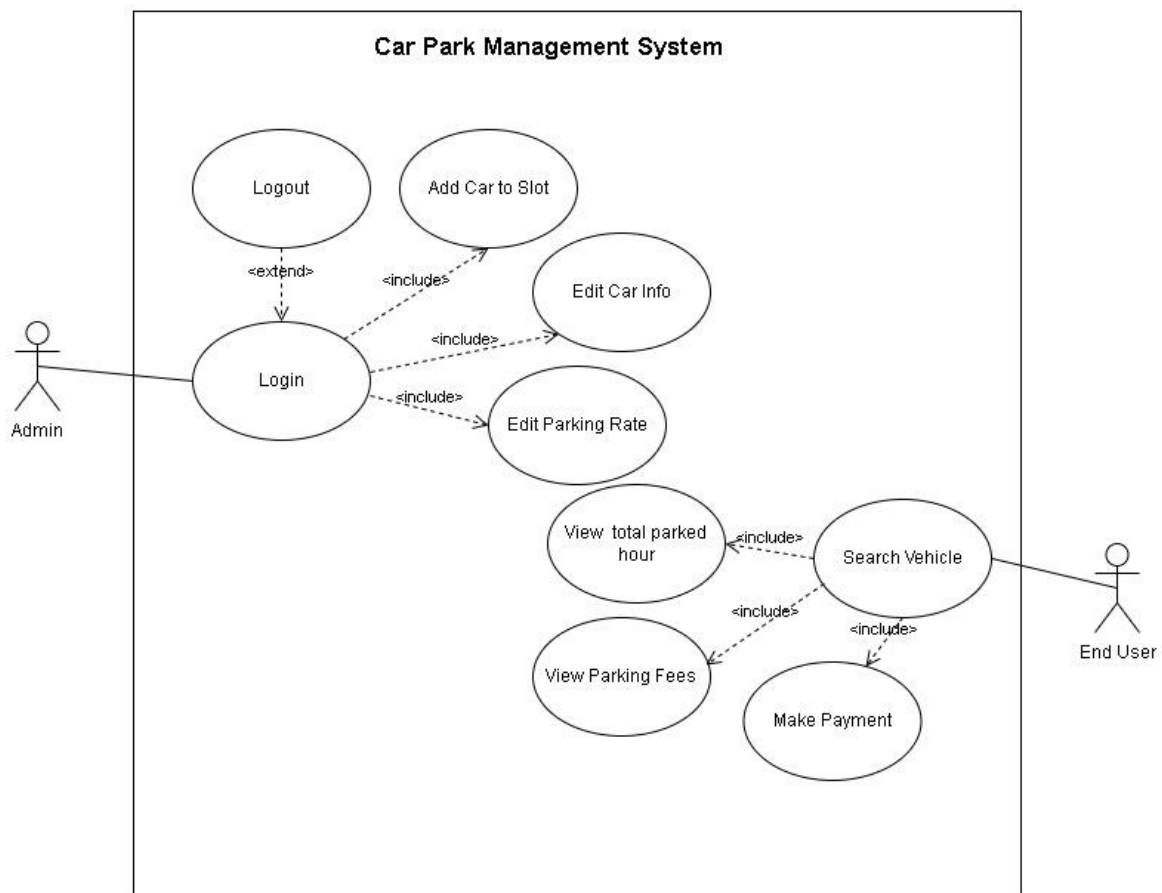 Car Park Management System
Logout
Add Car to Slot
<extend>
<include>
Edit Car Info
<include>
Login
<include>
Edit Parking Rate
Admin
View total parked
hour
<include>
Search Vehicle
<include>
<include>
End User
View Parking Fees
Make Payment